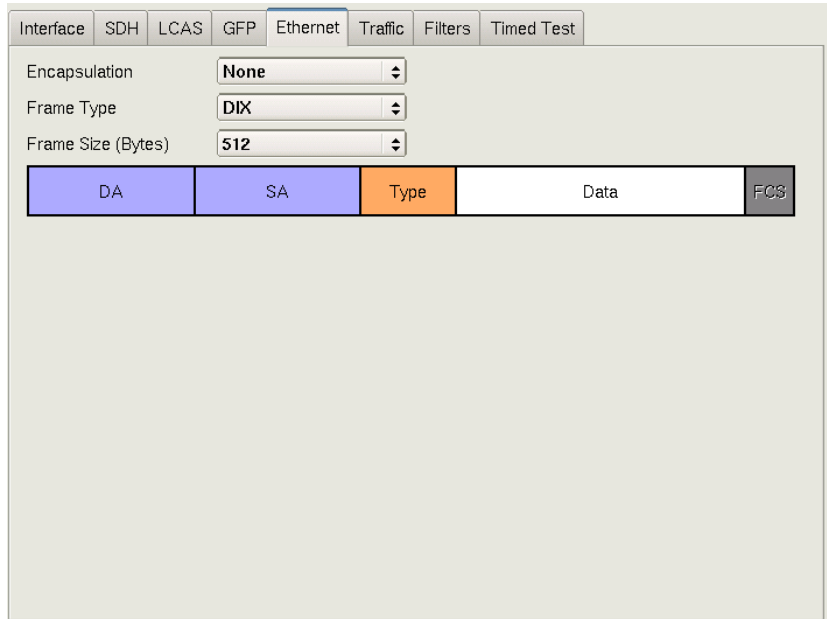 Interface SDH LCAS GFP Ethernet Traffic Filters Timed Test
Encapsulation None
Frame Type DIX
Frame Size (Bytes) 512
DA SA Type Data FCS